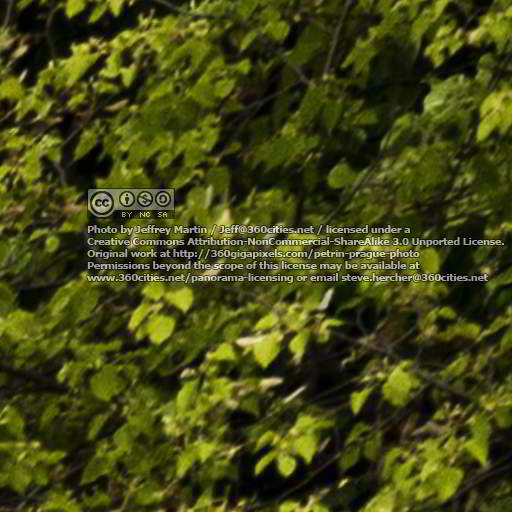 cc
BY NC SA
Photo by Jeffrey Martin / Jeff@360cities.net / licensed under a
Creative Commons Attribution-NonCommercial-ShareAlike 3.0 Unported License.
Original work at http://360gigapixels.com/petrin-prague-photo
Permissions beyond the scope of this license may be available at
www.360cities.net/panorama-licensing or email steve.hercher@360cities.net